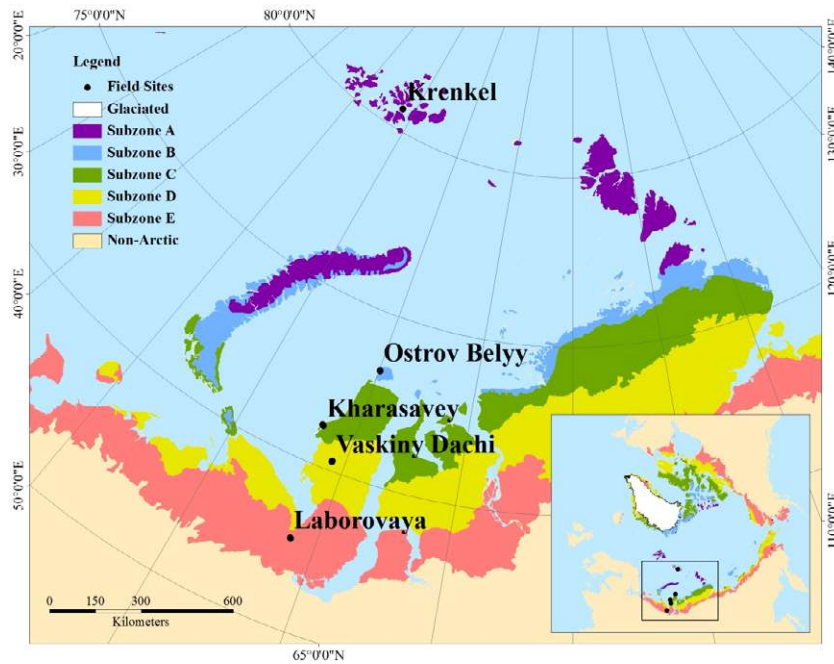 75°0'0"N
80°0'0"N
20°0'0"E
140°0'0"E
Legend
Field Sites
Glaciated
Subzone A
Subzone B
Subzone C
Subzone D
Subzone E
Non-Arctic
Krenkel
130°0'0"E
30°0'0"E
120°0'0"E
40°0'0"E
Ostrov Belyy
Kharasavey
Vaskiny Dachi
50°0'0"E
Laborovaya
110°0'0"E
0 150 300 600
Kilometers
65°0'0"N